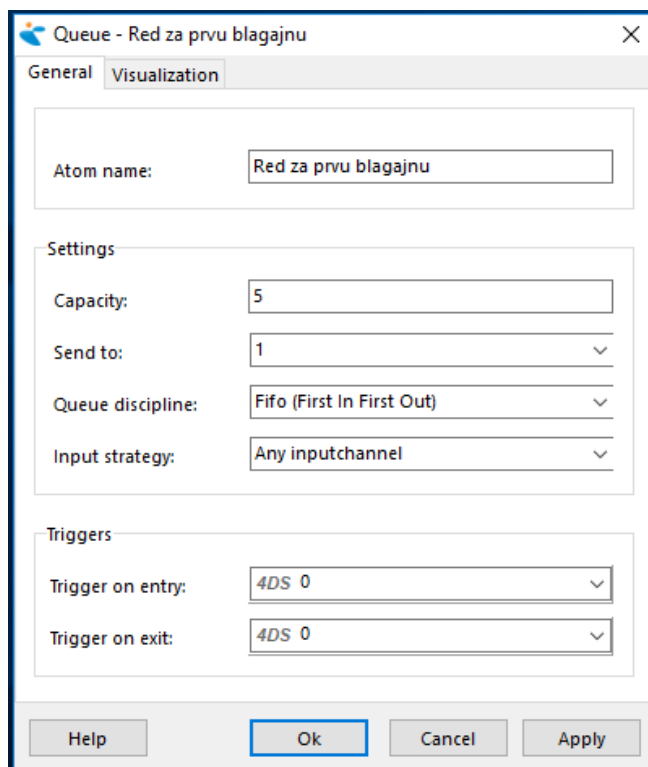 Queue - Red za prvu blagajnu
General Visualization
Atom name: Red za prvu blagajnu
Settings
Capacity: 5
Send to: 1
Queue discipline: Fifo (First In First Out)
Input strategy: Any inputchannel
Triggers
Trigger on entry: 4DS 0
Trigger on exit: 4DS 0
Help Ok Cancel Apply